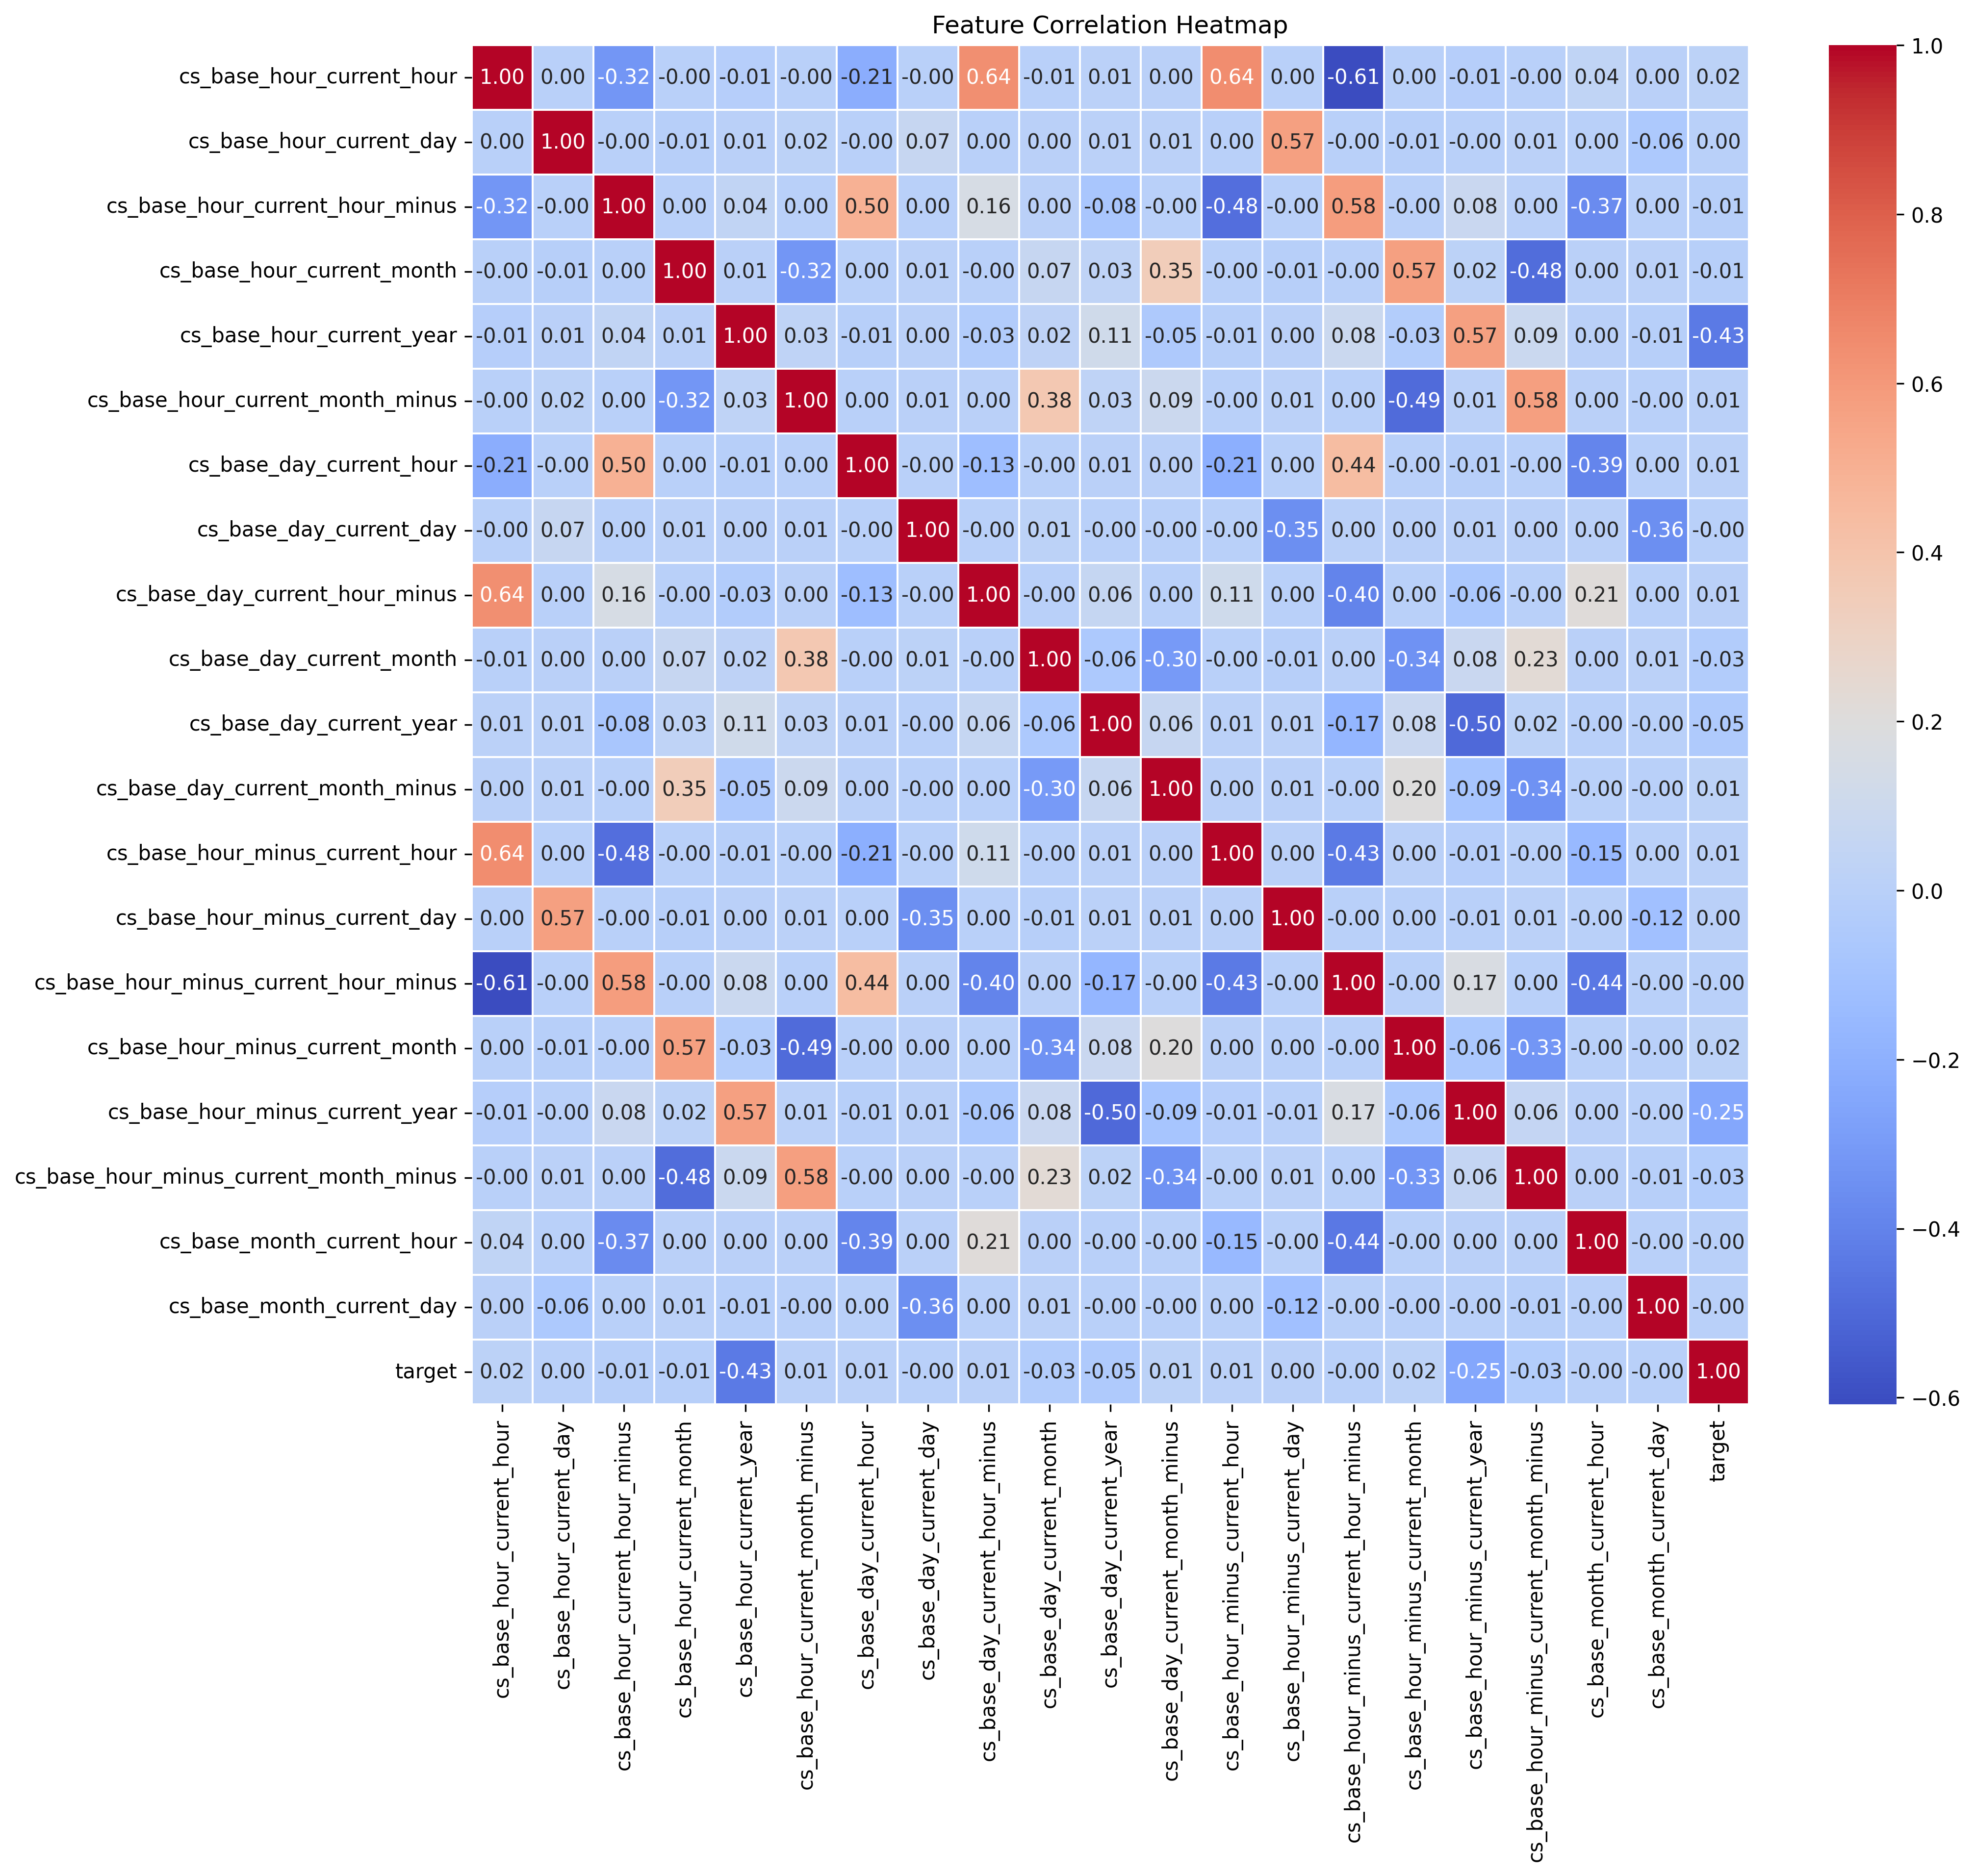 Feature Correlation Heatmap
cs_base_hour_current_hour 1.00 0.00 -0.32 -0.00 -0.01 -0.00 -0.21 -0.00 0.64 -0.01 0.01 0.00 0.64 0.00 -0.61 0.00 -0.01 -0.00 0.04 0.00 0.02
cs_base_hour_current_day 0.00 1.00 -0.00 -0.01 0.01 0.02 -0.00 0.07 0.00 0.00 0.01 0.01 0.00 0.57 -0.00 -0.01 -0.00 0.01 0.00 -0.06 0.00
cs_base_hour_current_hour_minus -0.32 -0.00 1.00 0.00 0.04 0.00 0.50 0.00 0.16 0.00 -0.08 -0.00 -0.48 -0.00 0.58 -0.00 0.08 0.00 -0.37 0.00 -0.01
cs_base_hour_current_month -0.00 -0.01 0.00 1.00 0.01 -0.32 0.00 0.01 -0.00 0.07 0.03 0.35 -0.00 -0.01 -0.00 0.57 0.02 -0.48 0.00 0.01 -0.01
cs_base_hour_current_year -0.01 0.01 0.04 0.01 1.00 0.03 -0.01 0.00 -0.03 0.02 0.11 -0.05 -0.01 0.00 0.08 -0.03 0.57 0.09 0.00 -0.01 -0.43
cs_base_hour_current_month_minus -0.00 0.02 0.00 -0.32 0.03 1.00 0.00 0.01 0.00 0.38 0.03 0.09 -0.00 0.01 0.00 -0.49 0.01 0.58 0.00 -0.00 0.01
cs_base_day_current_hour -0.21 -0.00 0.50 0.00 -0.01 0.00 1.00 -0.00 -0.13 -0.00 0.01 0.00 -0.21 0.00 0.44 -0.00 -0.01 -0.00 -0.39 0.00 0.01
cs_base_day_current_day -0.00 0.07 0.00 0.01 0.00 0.01 -0.00 1.00 -0.00 0.01 -0.00 -0.00 -0.00 -0.35 0.00 0.00 0.01 0.00 0.00 -0.36 -0.00
cs_base_day_current_hour_minus 0.64 0.00 0.16 -0.00 -0.03 0.00 -0.13 -0.00 1.00 -0.00 0.06 0.00 0.11 0.00 -0.40 0.00 -0.06 -0.00 0.21 0.00 0.01
cs_base_day_current_month -0.01 0.00 0.00 0.07 0.02 0.38 -0.00 0.01 -0.00 1.00 -0.06 -0.30 -0.00 -0.01 0.00 -0.34 0.08 0.23 0.00 0.01 -0.03
cs_base_day_current_year 0.01 0.01 -0.08 0.03 0.11 0.03 0.01 -0.00 0.06 -0.06 1.00 0.06 0.01 0.01 -0.17 0.08 -0.50 0.02 -0.00 -0.00 -0.05
cs_base_day_current_month_minus 0.00 0.01 -0.00 0.35 -0.05 0.09 0.00 -0.00 0.00 -0.30 0.06 1.00 0.00 0.01 -0.00 0.20 -0.09 -0.34 -0.00 -0.00 0.01
cs_base_hour_minus_current_hour 0.64 0.00 -0.48 -0.00 -0.01 -0.00 -0.21 -0.00 0.11 -0.00 0.01 0.00 1.00 0.00 -0.43 0.00 -0.01 -0.00 -0.15 0.00 0.01
cs_base_hour_minus_current_day 0.00 0.57 -0.00 -0.01 0.00 0.01 0.00 -0.35 0.00 -0.01 0.01 0.01 0.00 1.00 -0.00 0.00 -0.01 0.01 -0.00 -0.12 0.00
cs_base_hour_minus_current_hour_minus -0.61 -0.00 0.58 -0.00 0.08 0.00 0.44 0.00 -0.40 0.00 -0.17 -0.00 -0.43 -0.00 1.00 -0.00 0.17 0.00 -0.44 -0.00 -0.00
cs_base_hour_minus_current_month 0.00 -0.01 -0.00 0.57 -0.03 -0.49 -0.00 0.00 0.00 -0.34 0.08 0.20 0.00 0.00 -0.00 1.00 -0.06 -0.33 -0.00 -0.00 0.02
cs_base_hour_minus_current_year -0.01 -0.00 0.08 0.02 0.57 0.01 -0.01 0.01 -0.06 0.08 -0.50 -0.09 -0.01 -0.01 0.17 -0.06 1.00 0.06 0.00 -0.00 -0.25
cs_base_hour_minus_current_month_minus -0.00 0.01 0.00 -0.48 0.09 0.58 -0.00 0.00 -0.00 0.23 0.02 -0.34 -0.00 0.01 0.00 -0.33 0.06 1.00 0.00 -0.01 -0.03
cs_base_month_current_hour 0.04 0.00 -0.37 0.00 0.00 0.00 -0.39 0.00 0.21 0.00 -0.00 -0.00 -0.15 -0.00 -0.44 -0.00 0.00 0.00 1.00 -0.00 -0.00
cs_base_month_current_day 0.00 -0.06 0.00 0.01 -0.01 -0.00 0.00 -0.36 0.00 0.01 -0.00 -0.00 0.00 -0.12 -0.00 -0.00 -0.00 -0.01 -0.00 1.00 -0.00
target 0.02 0.00 -0.01 -0.01 -0.43 0.01 0.01 -0.00 0.01 -0.03 -0.05 0.01 0.01 0.00 -0.00 0.02 -0.25 -0.03 -0.00 -0.00 1.00
cs_base_hour_current_hour
cs_base_hour_current_day
cs_base_hour_current_hour_minus
cs_base_hour_current_month
cs_base_hour_current_year
cs_base_hour_current_month_minus
cs_base_day_current_hour
cs_base_day_current_day
cs_base_day_current_hour_minus
cs_base_day_current_month
cs_base_day_current_year
cs_base_day_current_month_minus
cs_base_hour_minus_current_hour
cs_base_hour_minus_current_day
cs_base_hour_minus_current_hour_minus
cs_base_hour_minus_current_month
cs_base_hour_minus_current_year
cs_base_hour_minus_current_month_minus
cs_base_month_current_hour
cs_base_month_current_day
target
1.0
0.8
0.6
0.4
0.2
0.0
−0.2
−0.4
−0.6